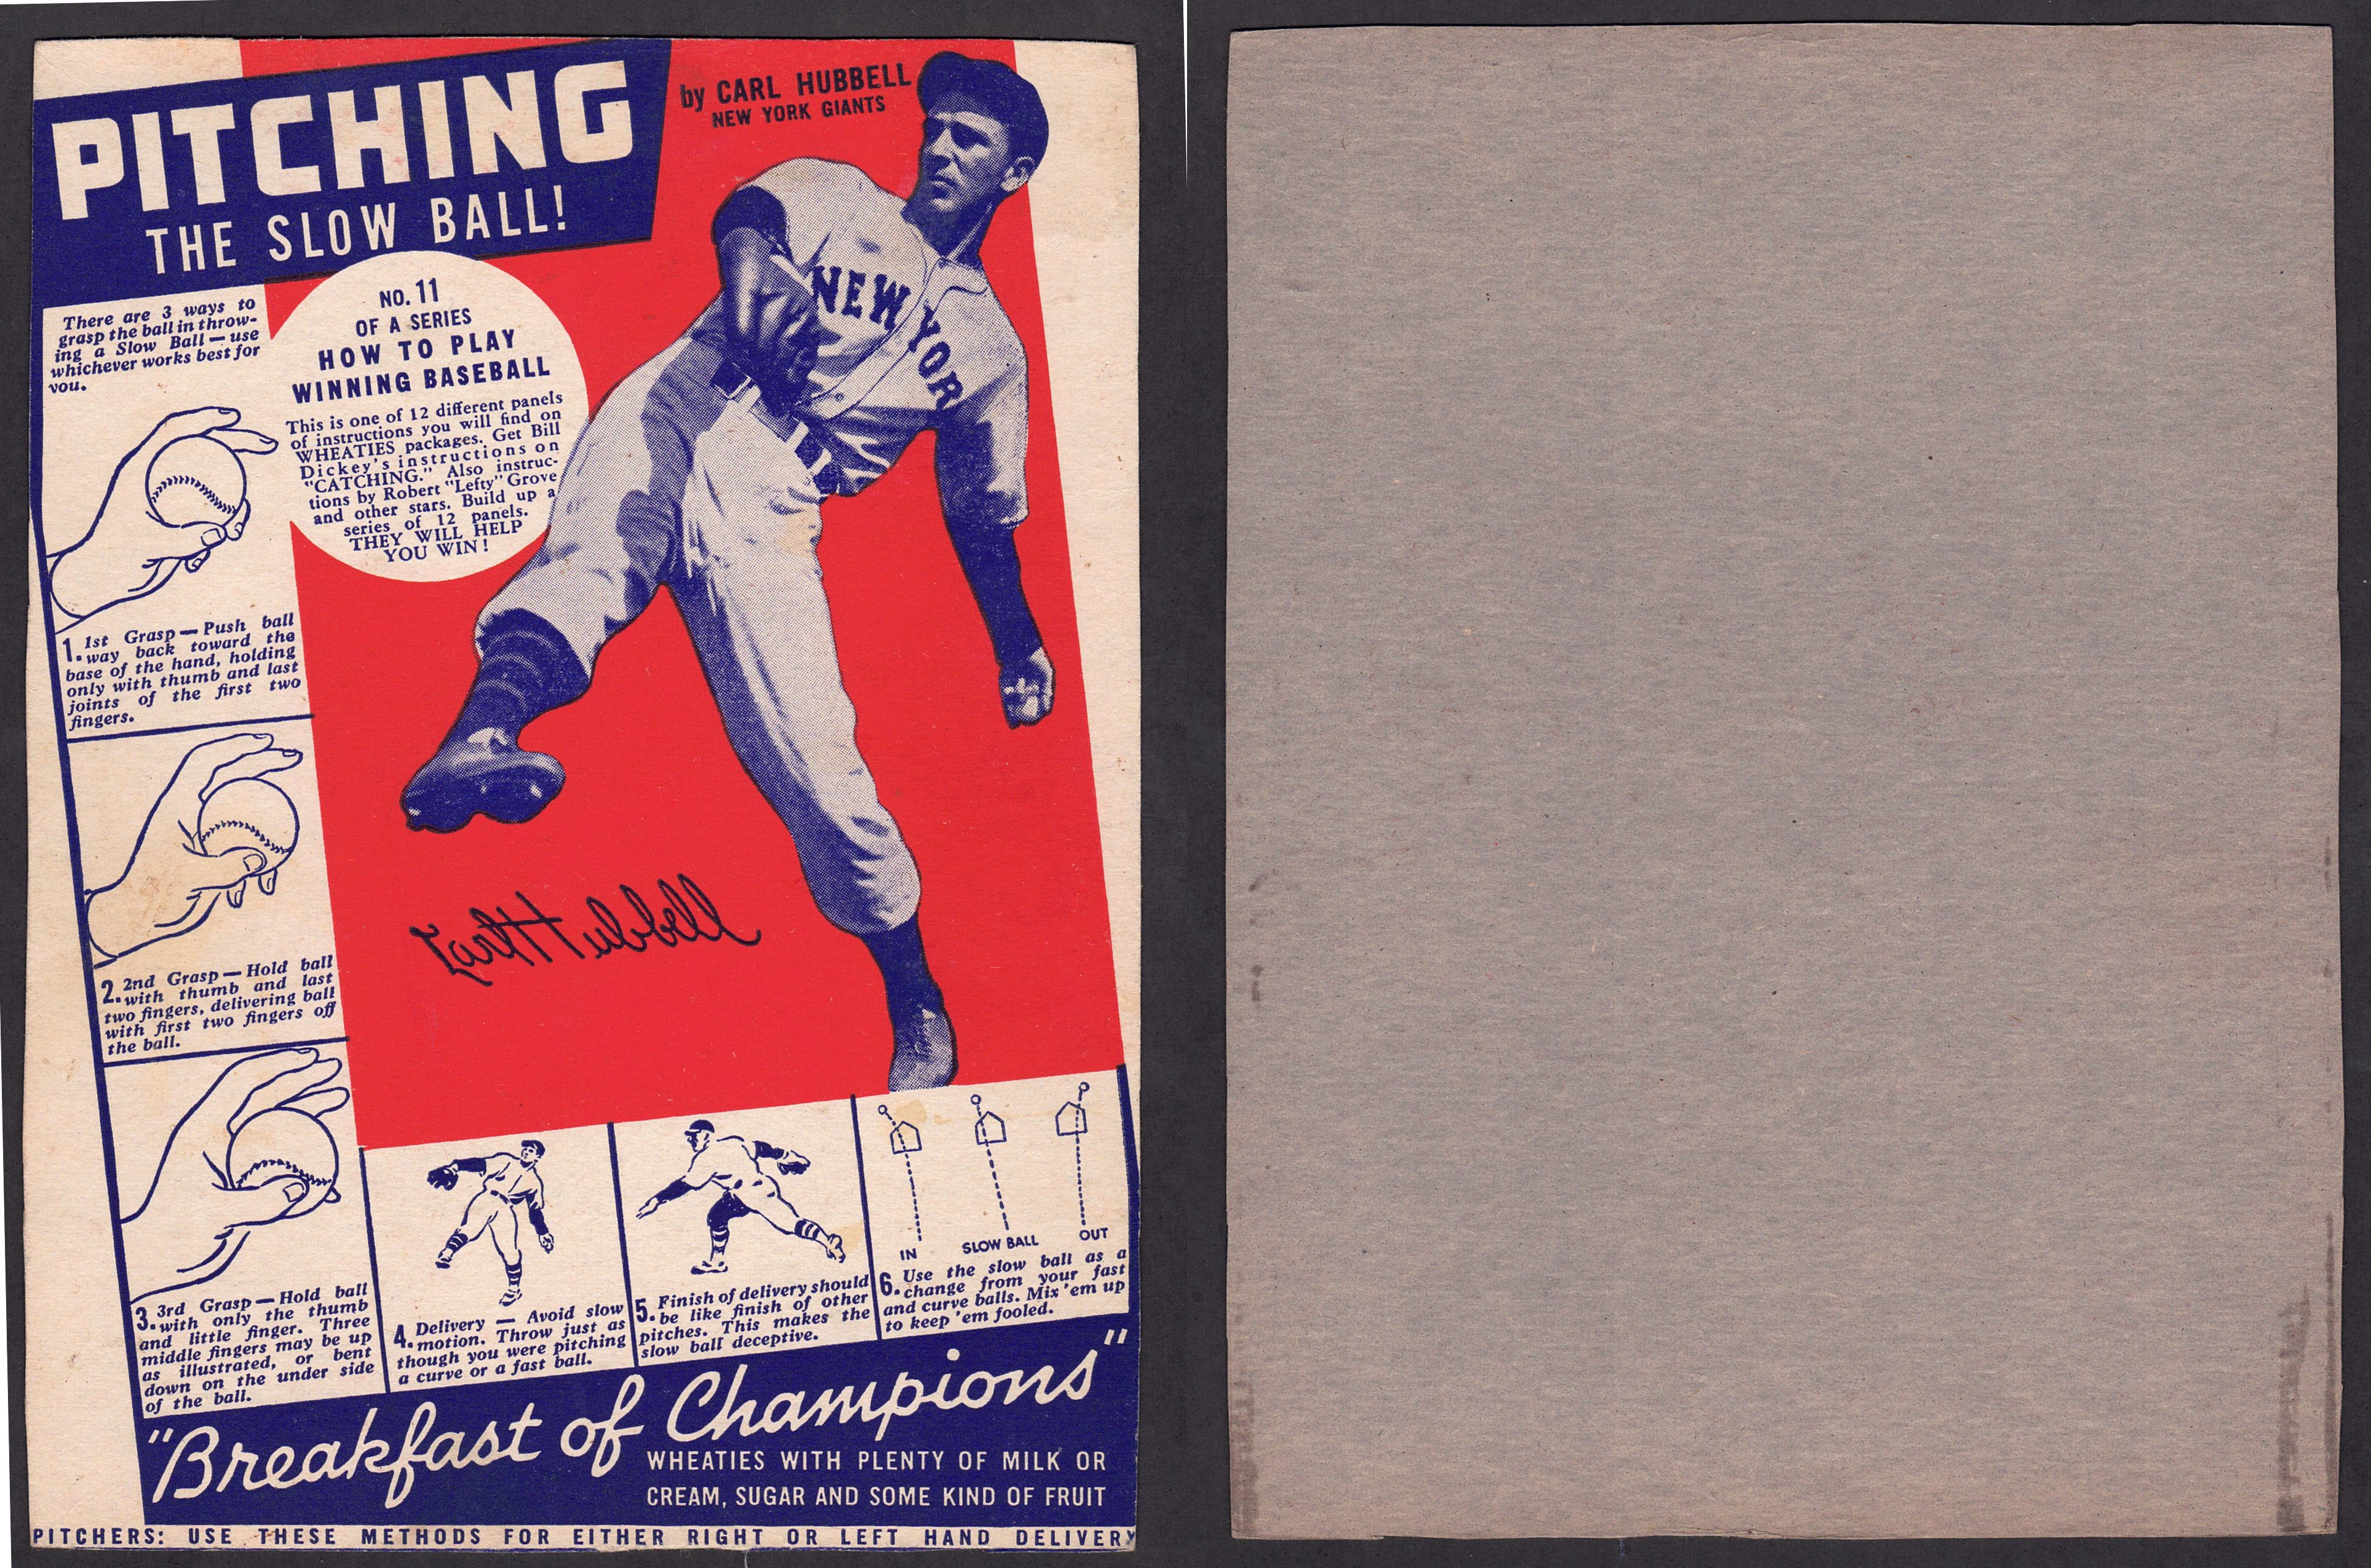 PITCHING
THE SLOW BALL!
by CARL HUBBELL
NEW YORK GIANTS
NEW YOR
There are 3 ways to
grasp the ball in throw-
ing a Slow Ball — use
whichever works best for
you.
NO. 11
OF A SERIES
HOW TO PLAY
WINNING BASEBALL
This is one of 12 different panels
of instructions you will find on
WHEATIES packages. Get Bill
Dickey's instructions on
"CATCHING." Also instruc-
tions by Robert "Lefty" Grove
and other stars. Build up a
series of 12 panels.
THEY WILL HELP
YOU WIN!
1. 1st Grasp — Push ball
way back toward the
base of the hand, holding
only with thumb and last
joints of the first two
fingers.
2. 2nd Grasp — Hold ball
with thumb and last
two fingers, delivering ball
with first two fingers off
the ball.
3. 3rd Grasp — Hold ball
with only the thumb
and little finger. Three
middle fingers may be up
as illustrated, or bent
down on the under side
of the ball.
Carl Hubbell
4. Delivery — Avoid slow
motion. Throw just as
though you were pitching
a curve or a fast ball.
5. Finish of delivery should
be like finish of other
pitches. This makes the
slow ball deceptive.
IN SLOW BALL OUT
6. Use the slow ball as a
change from your fast
and curve balls. Mix 'em up
to keep 'em fooled.
"Breakfast of Champions"
WHEATIES WITH PLENTY OF MILK OR
CREAM, SUGAR AND SOME KIND OF FRUIT
PITCHERS: USE THESE METHODS FOR EITHER RIGHT OR LEFT HAND DELIVERY